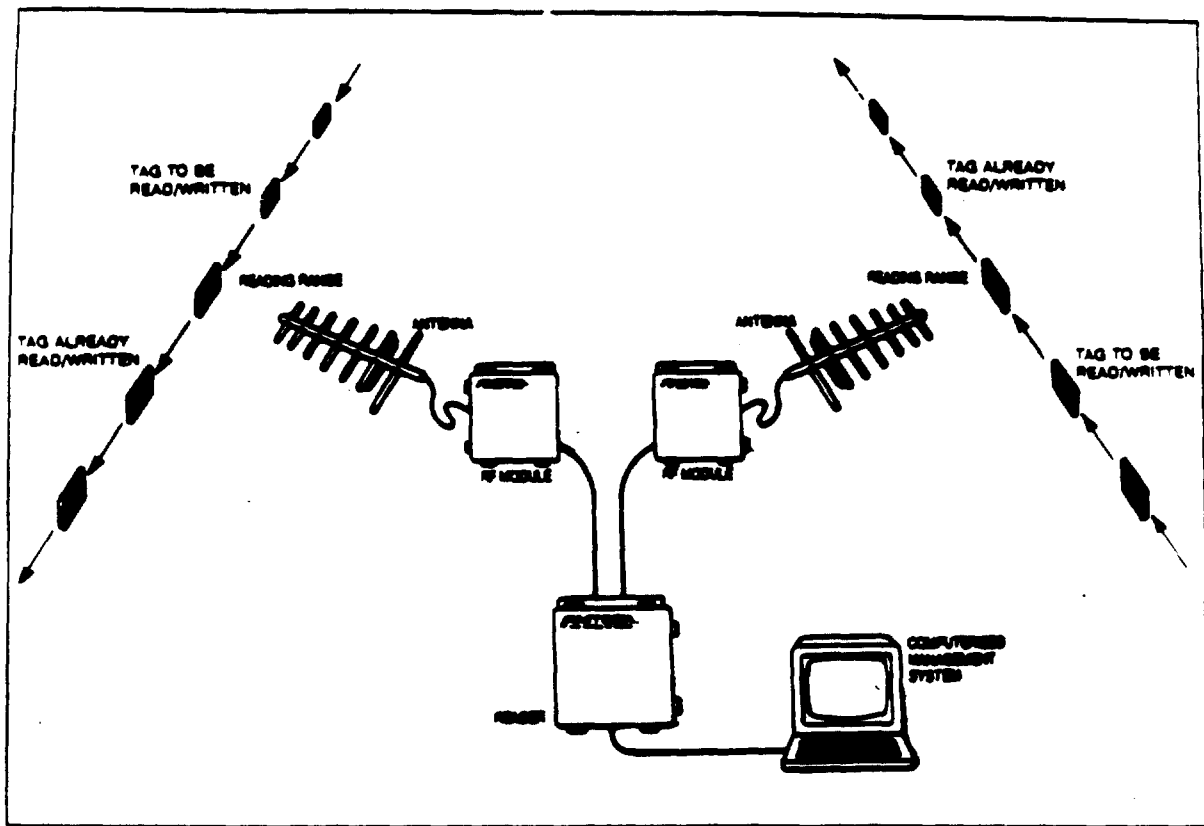 TAG TO BE
READ/WRITTEN
READING RANGE
TAG ALREADY
READ/WRITTEN
ANTENNA
RF MODULE
TAG ALREADY
READ/WRITTEN
READING RANGE
ANTENNA
TAG TO BE
READ/WRITTEN
RF MODULE
READER
MANAGEMENT
SYSTEM